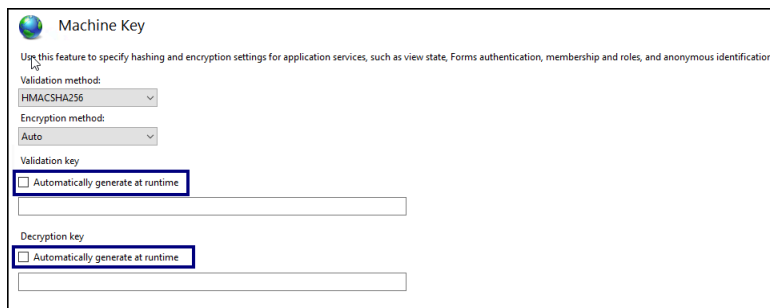 Machine Key
Use this feature to specify hashing and encryption settings for application services, such as view state, Forms authentication, membership and roles, and anonymous identification
Validation method:
HMACSHA256
Encryption method:
Auto
Validation key
Automatically generate at runtime
Decryption key
Automatically generate at runtime